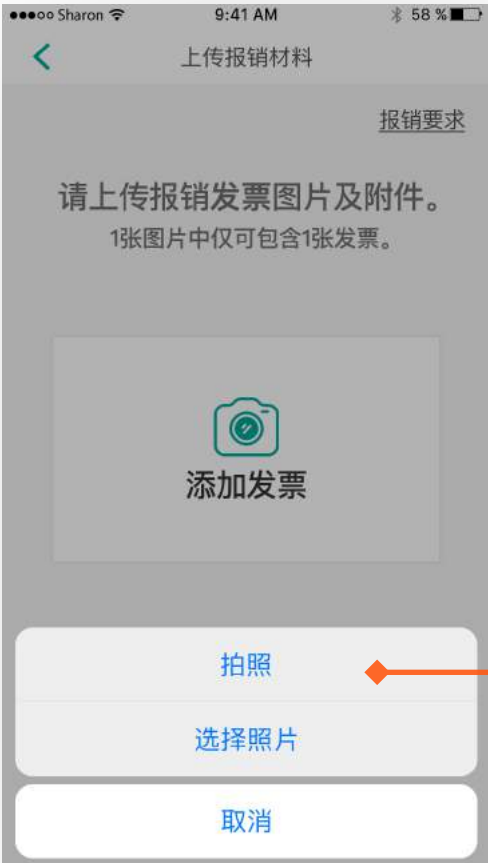 Sharon 9:41 AM 58 %
上传报销材料
报销要求
请上传报销发票图片及附件。
1张图片中仅可包含1张发票。
添加发票
拍照
选择照片
取消